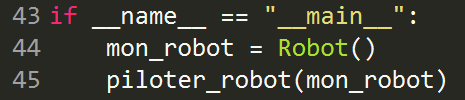 43 if __name__ == "__main__":
44     mon_robot = Robot()
45     piloter_robot(mon_robot)